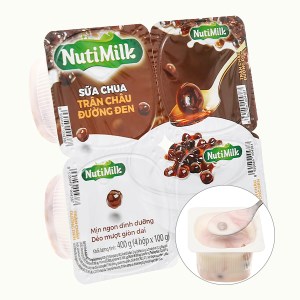 NutiMilk
SỮA CHUA
TRÂN CHÂU
ĐƯỜNG ĐEN
NutiMilk
NutiMilk
NutiMilk
Mịn ngon dinh dưỡng
Dẻo mượt giòn dai
400 g (4 hộp x 100 g)